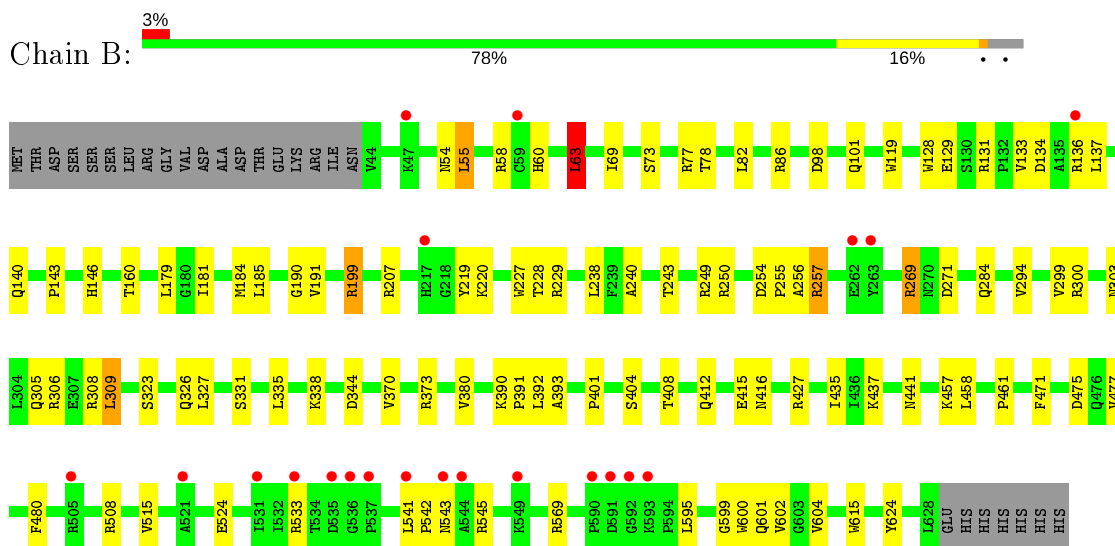 3%
Chain B:
78% 16% • •
MET THR ASP SER SER SER LEU ARG GLY VAL ASP ALA ASP THR GLU LYS ARG ILE ASN V44 K47 N54 L55 R58 C59 H60 L63 I69 S73 R77 T78 L82 R86 D98 Q101 W119 W128 E129 S130 R131 P132 V133 D134 A135 R136 L137
Q140 P143 H146 T160 L179 G180 I181 M184 L185 G190 V191 R199 R207 H217 G218 Y219 K220 W227 T228 R229 L238 F239 A240 T243 R249 R250 D254 P255 A256 R257 E262 Y263 R269 N270 D271 Q284 V294 V299 R300 N303
L304 Q305 R306 E307 R308 L309 S323 Q326 L327 S331 L335 K338 D344 V370 R373 V380 K390 P391 L392 A393 P401 S404 T408 Q412 E415 N416 R427 I435 I436 K437 N441 K457 L458 P461 F471 D475 Q476 V477
F480 R505 R508 V515 A521 E524 I531 I532 R533 T534 D535 G536 P537 L541 P542 N543 A544 R545 K549 R569 P590 D591 G592 K593 P594 L595 G599 W600 Q601 V602 G603 V604 W615 Y624 L628 GLU HIS HIS HIS HIS HIS HIS